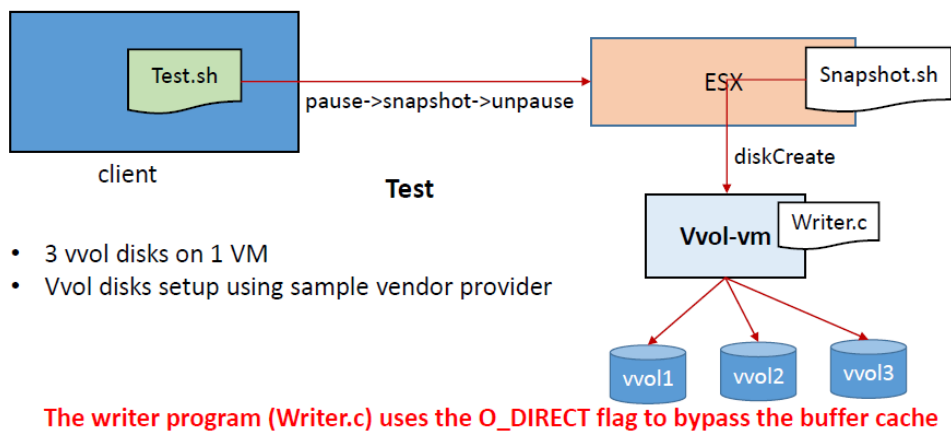 Test.sh
ESX
Snapshot.sh
pause->snapshot->unpause
diskCreate
client
Test
Vvol-vm
Writer.c
• 3 vvol disks on 1 VM
• Vvol disks setup using sample vendor provider
vvol1
vvol2
vvol3
The writer program (Writer.c) uses the O_DIRECT flag to bypass the buffer cache